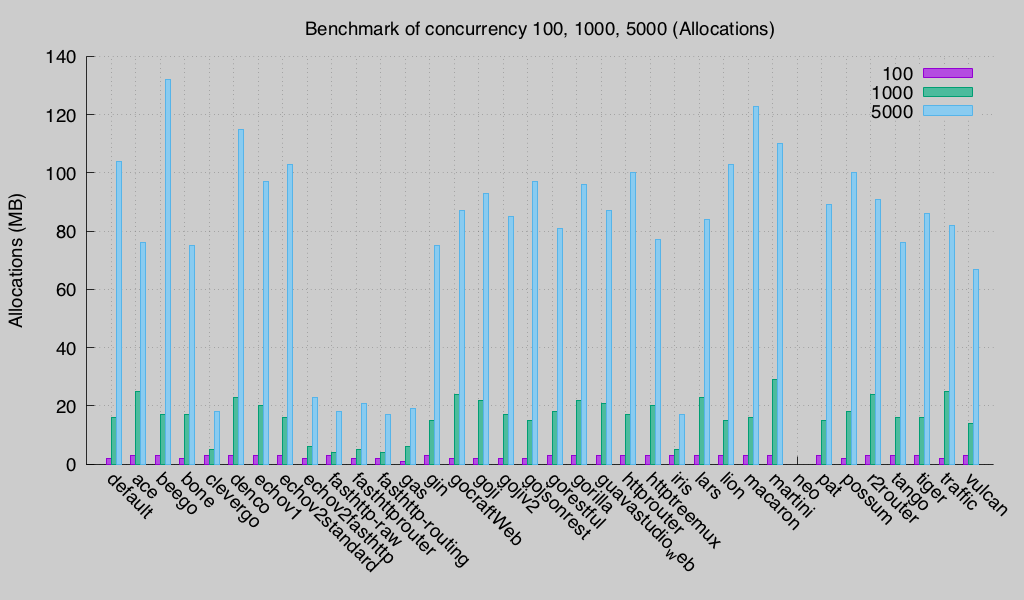 Benchmark of concurrency 100, 1000, 5000 (Allocations)
140
120
100
80
60
40
20
0
Allocations (MB)
100
1000
5000
default
ace
beego
bone
clevergo
denco
echov1
echov2standard
echov2fasthttp
fasthttp-raw
fasthttprouter
fasthttp-routing
gas
gin
gocraftWeb
goji
gojiv2
gojsonrest
gorestful
gorilla
guavastudioweb
httprouter
httptreemux
iris
lars
lion
macaron
martini
neo
pat
possum
r2router
tango
tiger
traffic
vulcan